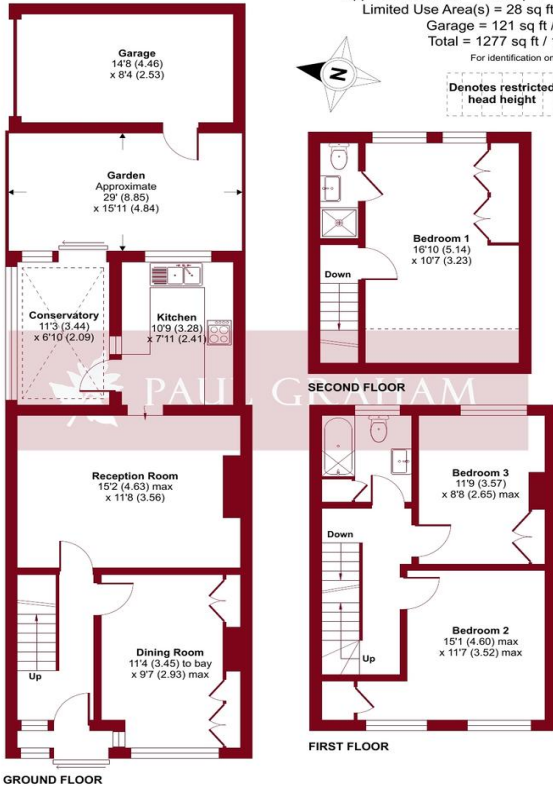 Limited Use Area(s) = 28 sq ft
Garage = 121 sq ft /
Total = 1277 sq ft /
For identification on
Denotes restricted
head height
N
Garage
14'8 (4.46)
x 8'4 (2.53)
Garden
Approximate
29' (8.85)
x 15'11 (4.84)
Conservatory
11'3 (3.44)
x 6'10 (2.09)
Kitchen
10'9 (3.28)
x 7'11 (2.41)
Reception Room
15'2 (4.63) max
x 11'8 (3.56)
Dining Room
11'4 (3.45) to bay
x 9'7 (2.93) max
Up
GROUND FLOOR
Bedroom 1
16'10 (5.14)
x 10'7 (3.23)
Down
SECOND FLOOR
PAUL GRAHAM
Bedroom 3
11'9 (3.57)
x 8'8 (2.65) max
Down
Up
Bedroom 2
15'1 (4.60) max
x 11'7 (3.52) max
FIRST FLOOR